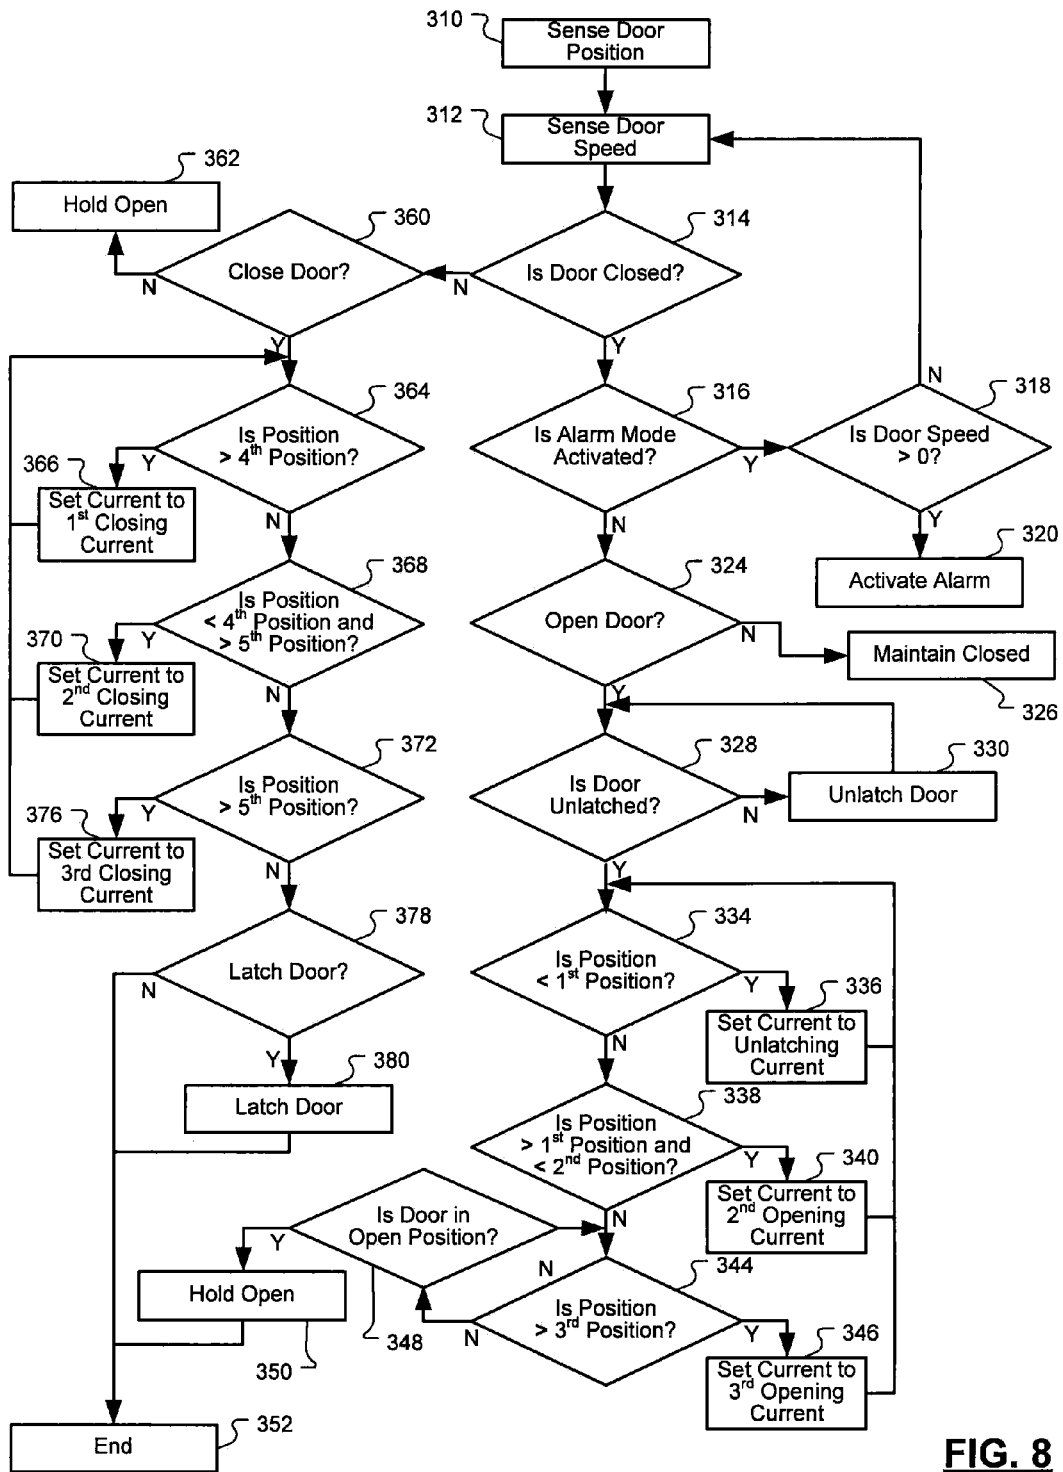 310
Sense Door
Position
312
Sense Door
Speed
362
Hold Open
360
Close Door?
N
Y
314
Is Door Closed?
N
Y
364
Is Position
> 4th Position?
Y
N
366
Set Current to
1st Closing
Current
316
Is Alarm Mode
Activated?
Y
N
318
Is Door Speed
> 0?
N
Y
320
Activate Alarm
368
Is Position
< 4th Position and
> 5th Position?
Y
N
370
Set Current to
2nd Closing
Current
324
Open Door?
N
Y
Maintain Closed
326
372
Is Position
> 5th Position?
Y
N
376
Set Current to
3rd Closing
Current
328
Is Door
Unlatched?
N
Y
330
Unlatch Door
378
Latch Door?
N
Y
380
Latch Door
334
Is Position
< 1st Position?
Y
N
336
Set Current to
Unlatching
Current
338
Is Position
> 1st Position and
< 2nd Position?
Y
N
340
Set Current to
2nd Opening
Current
Is Door in
Open Position?
Y
N
348
Hold Open
350
344
Is Position
> 3rd Position?
N
Y
346
Set Current to
3rd Opening
Current
352
End
FIG. 8